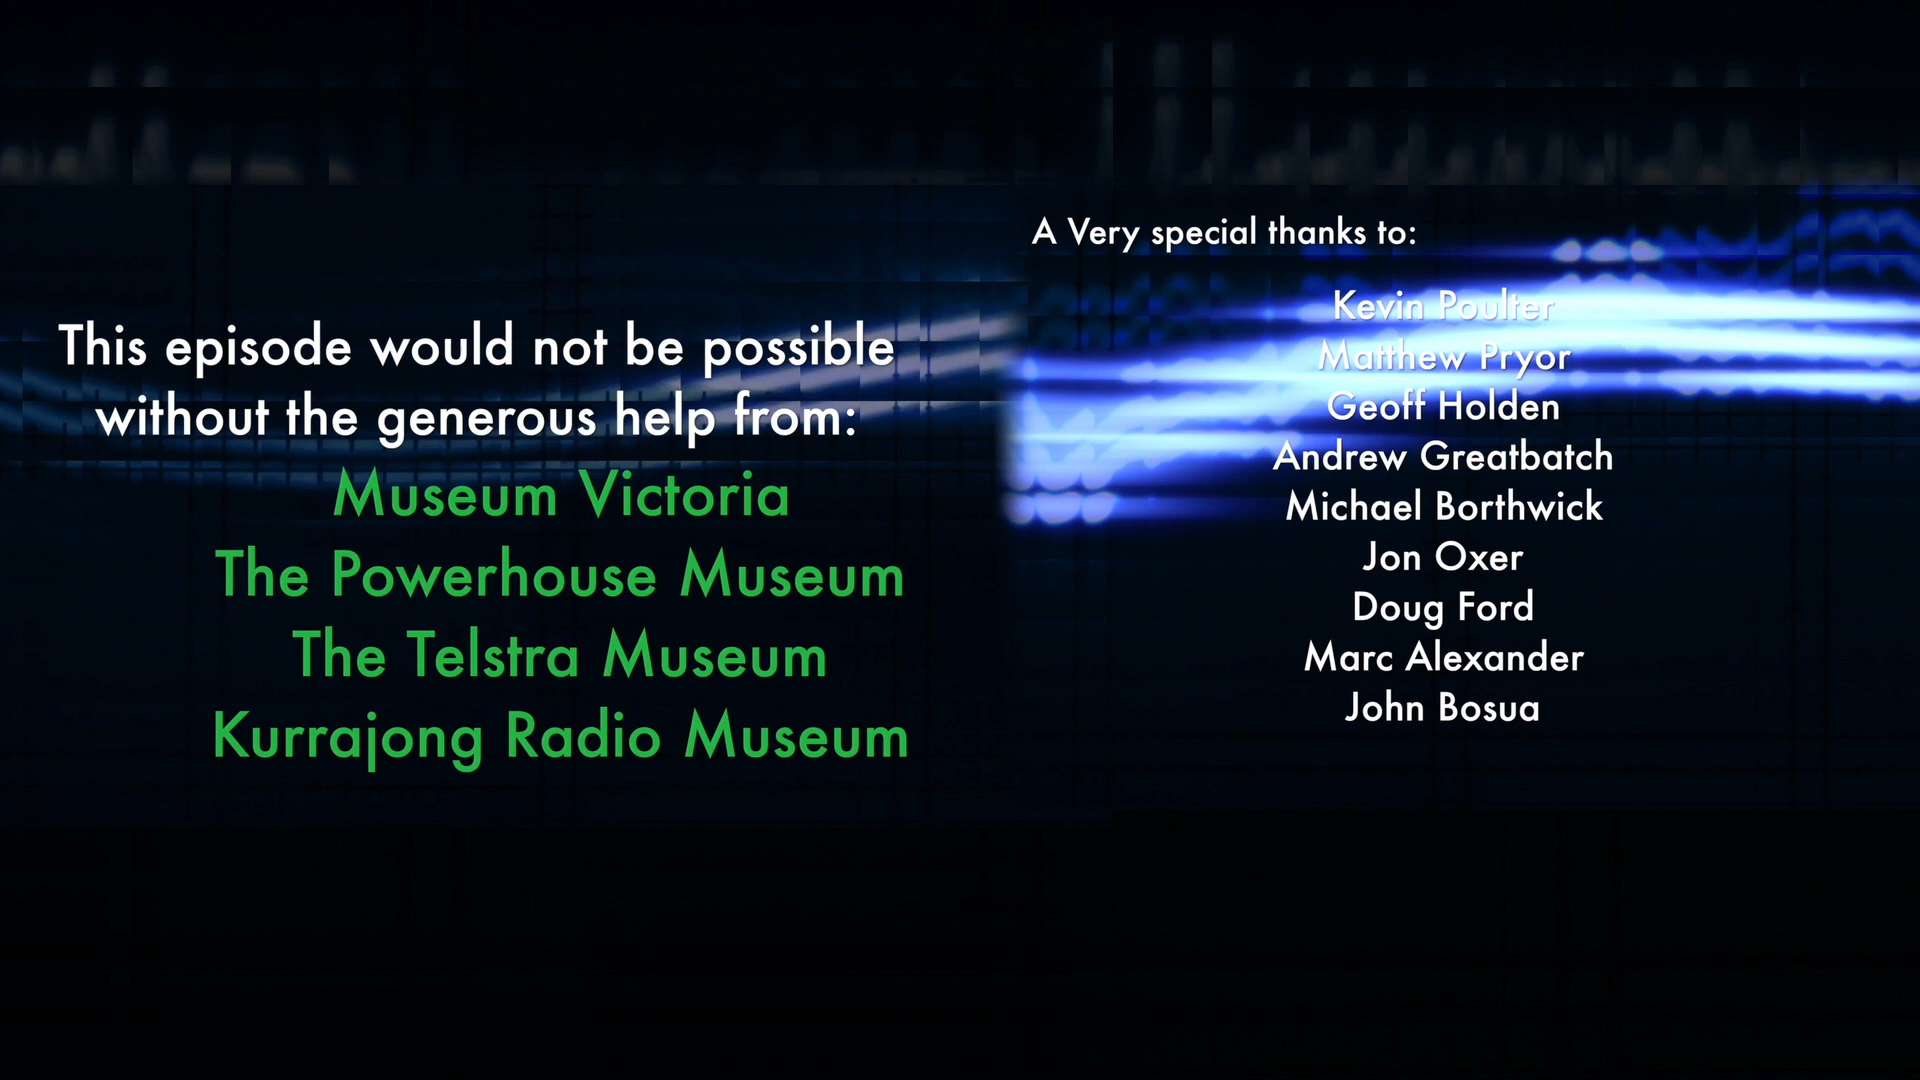 This episode would not be possible
without the generous help from:
Museum Victoria
The Powerhouse Museum
The Telstra Museum
Kurrajong Radio Museum
A Very special thanks to:
Kevin Poulter
Matthew Pryor
Geoff Holden
Andrew Greatbatch
Michael Borthwick
Jon Oxer
Doug Ford
Marc Alexander
John Bosua